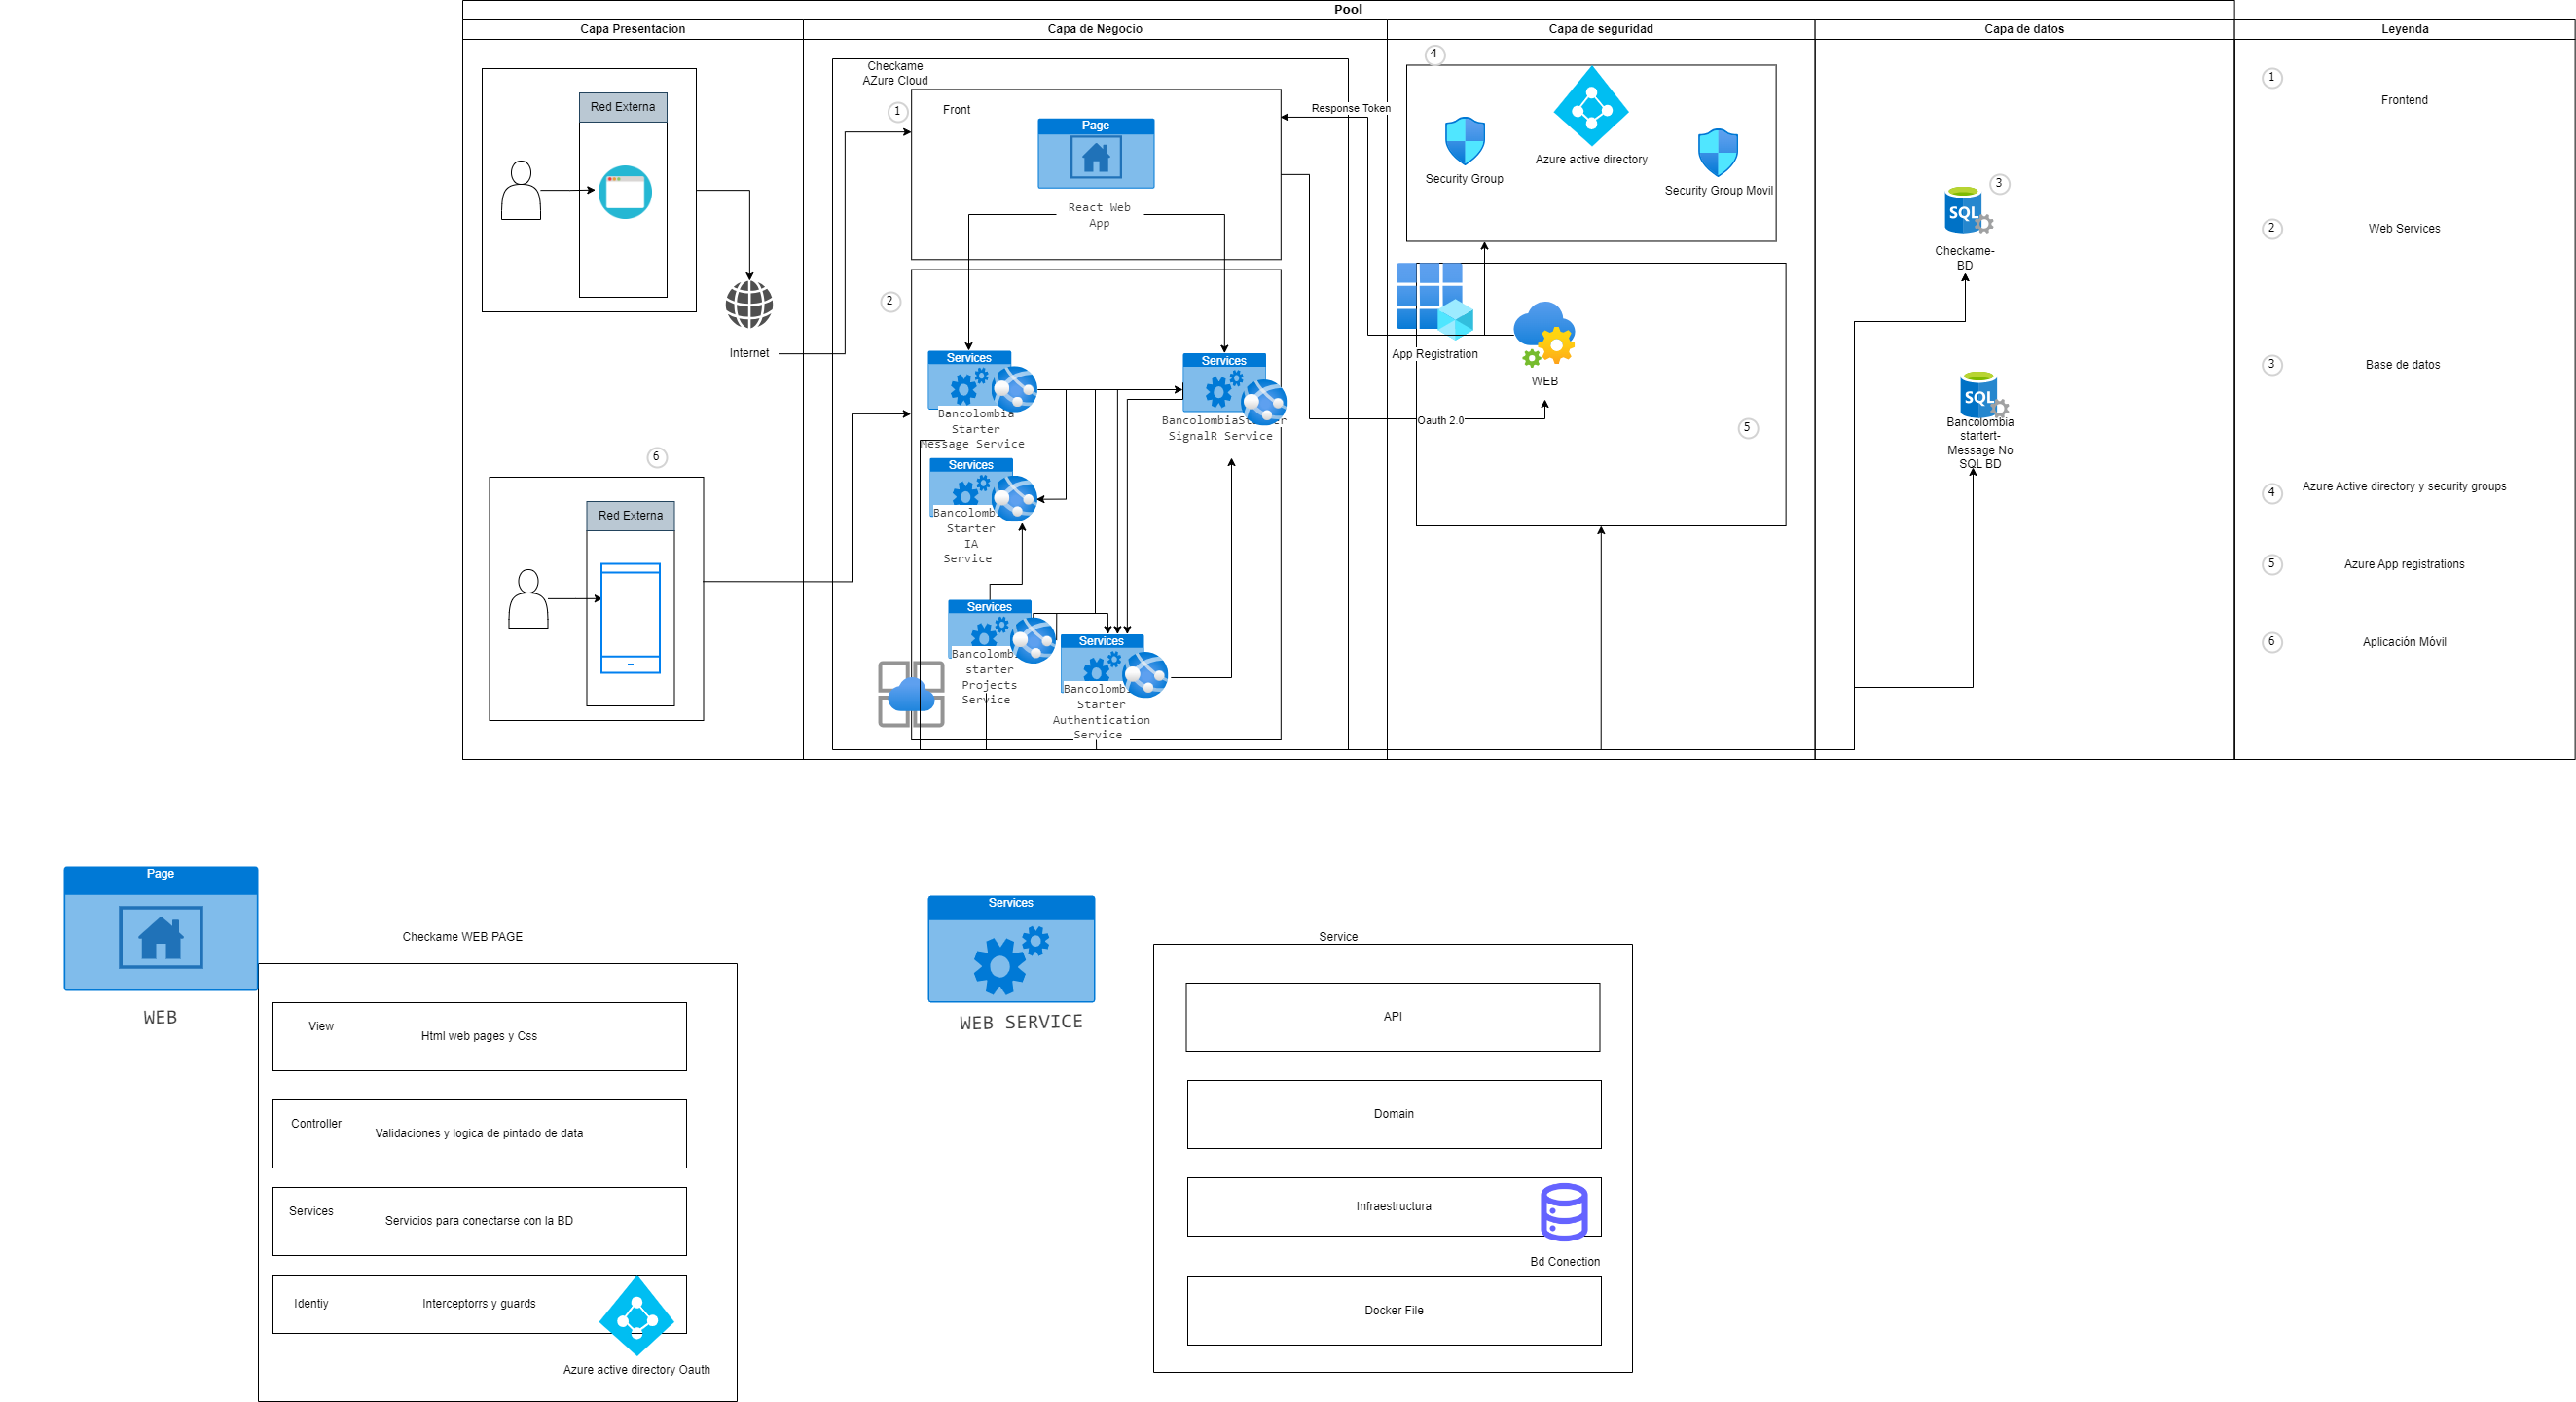 Pool
Capa Presentacion
Capa de Negocio
Capa de seguridad
Capa de datos
Leyenda
Red Externa
Internet
6
Red Externa
Checkame
AZure Cloud
1
Front
Page
React Web
App
2
Services
Bancolombia
Starter
Message Service
Services
BancolombiaStarter
SignalR Service
Services
Bancolombia
Starter
IA
Service
Services
Bancolombia
starter
Projects
Service
Services
Bancolombia
Starter
Authentication
Service
Response Token
4
Security Group
Azure active directory
Security Group Movil
App Registration
WEB
Oauth 2.0
5
3
Checkame-
BD
Bancolombia
startert-
Message No
SQL BD
SQL
SQL
1
Frontend
2
Web Services
3
Base de datos
4
Azure Active directory y security groups
5
Azure App registrations
6
Aplicación Móvil
Page
WEB
Checkame WEB PAGE
View
Html web pages y Css
Controller
Validaciones y logica de pintado de data
Services
Servicios para conectarse con la BD
Identiy
Interceptorrs y guards
Azure active directory Oauth
Services
WEB SERVICE
Service
API
Domain
Infraestructura
Bd Conection
Docker File